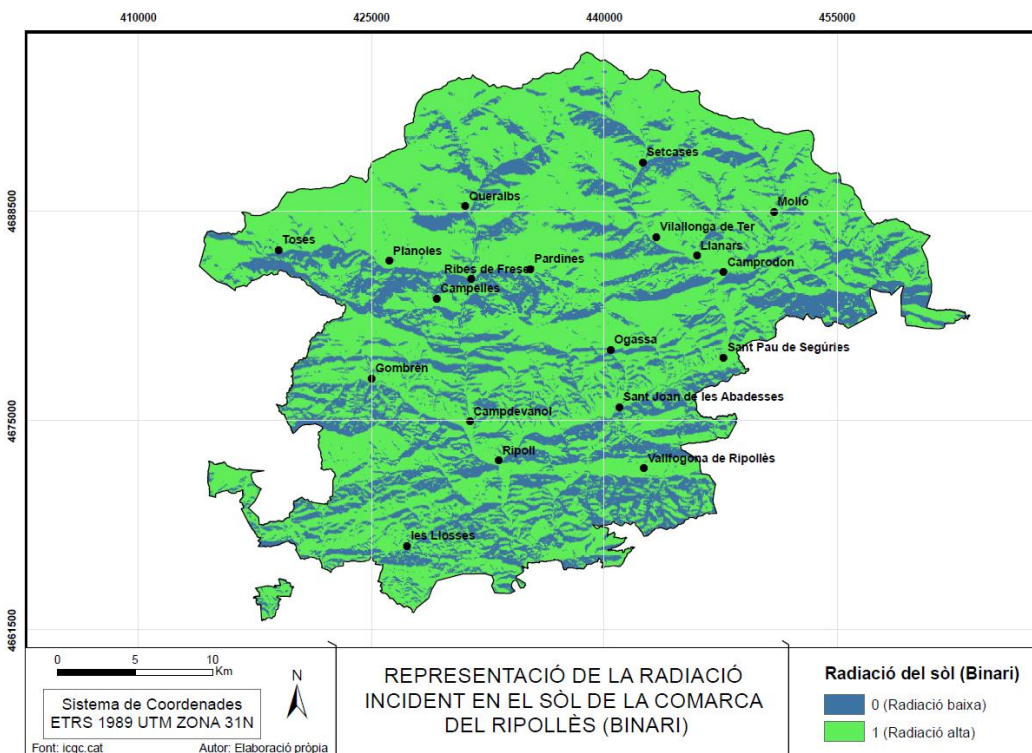 410000 425000 440000 455000
4688500
4675000
4661500
Setcases
Queralbs
Molló
Vilallonga de Ter
Toses
Llanars
Planoles
Pardines
Camprodon
Ribes de Freser
Campelles
Ogassa
Sant Pau de Segúries
Gombrèn
Sant Joan de les Abadesses
Campdevànol
Ripoll
Vallfogona de Ripollès
les Llosses
0 5 10
Km
N
Sistema de Coordenades
ETRS 1989 UTM ZONA 31N
Font: icgc.cat Autor: Elaboració pròpia
REPRESENTACIÓ DE LA RADIACIÓ
INCIDENT EN EL SÒL DE LA COMARCA
DEL RIPOLLÈS (BINARI)
Radiació del sòl (Binari)
0 (Radiació baixa)
1 (Radiació alta)